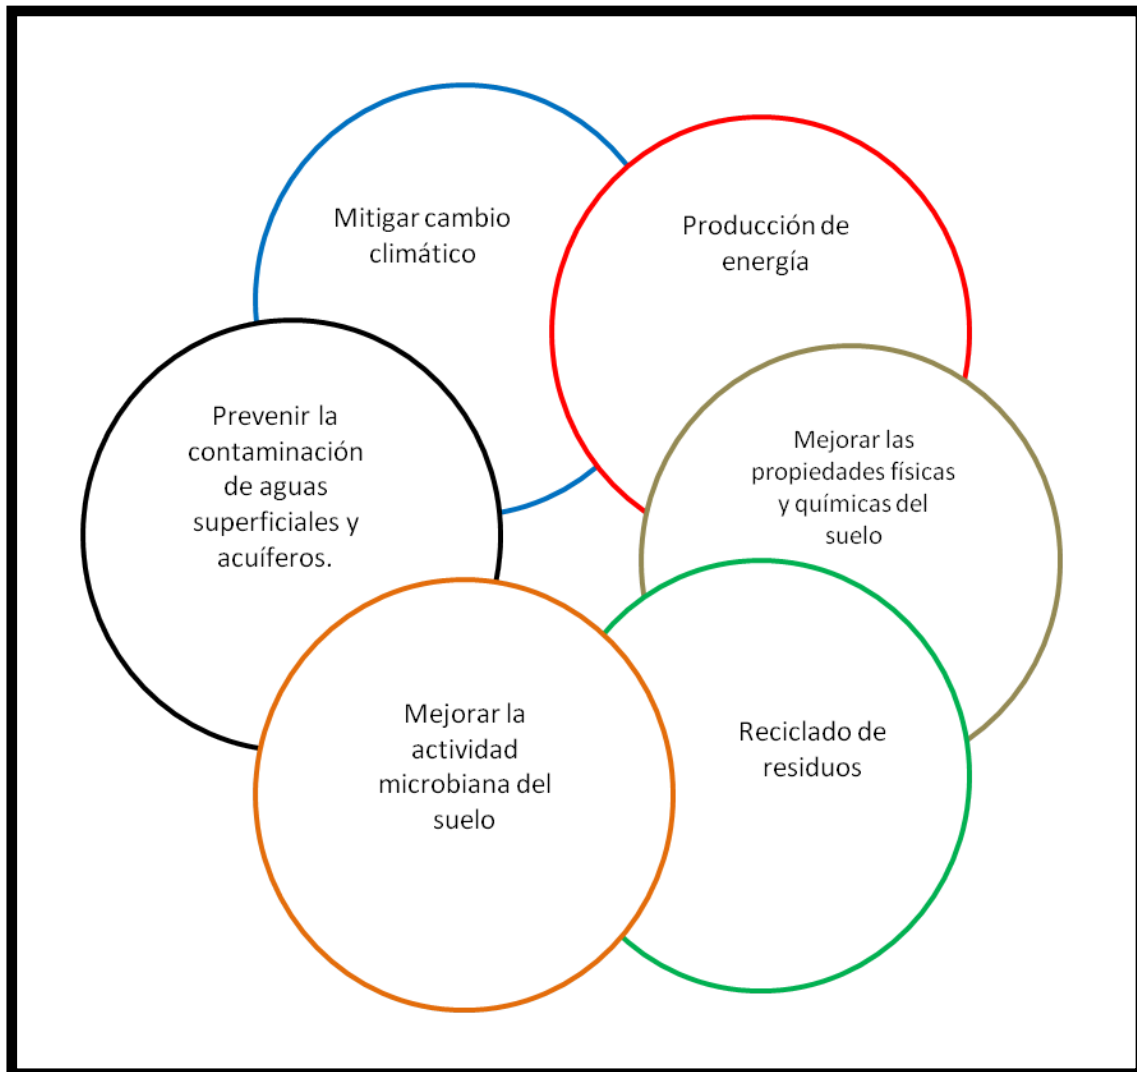 Mitigar cambio
climático
Producción de
energía
Prevenir la
contaminación
de aguas
superficiales y
acuíferos.
Mejorar las
propiedades físicas
y químicas del
suelo
Mejorar la
actividad
microbiana del
suelo
Reciclado de
residuos